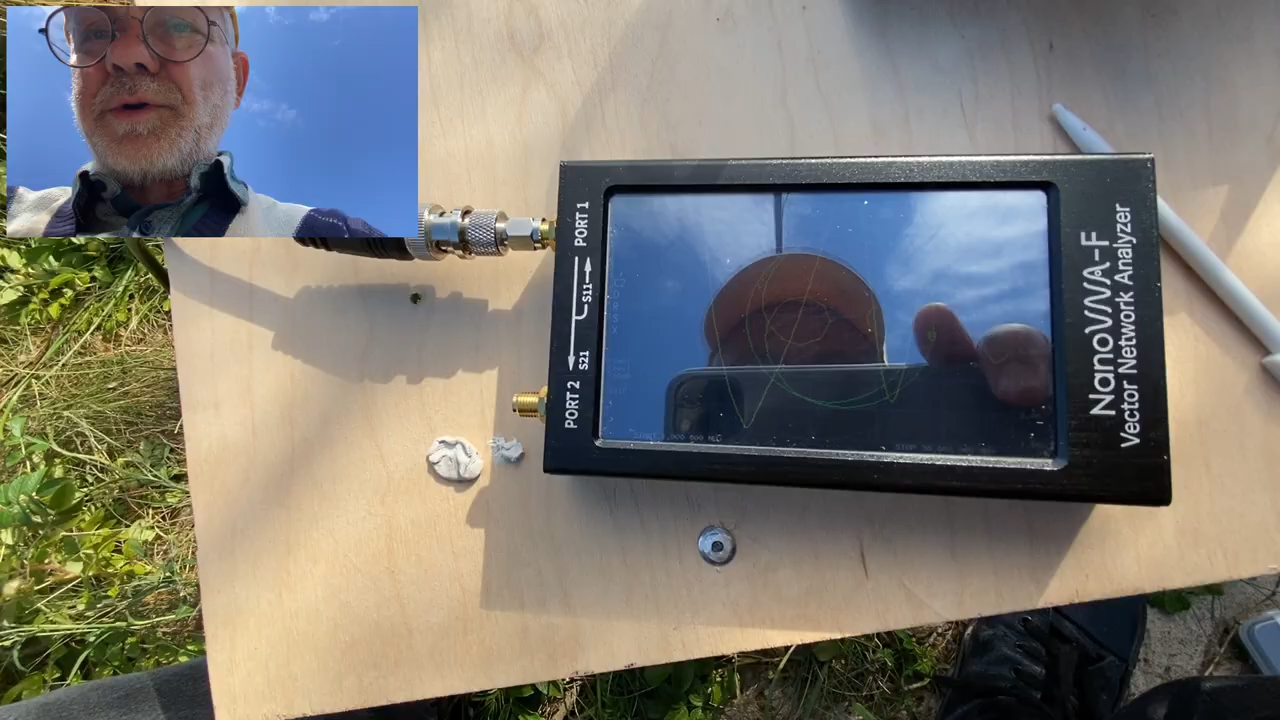 PORT 1
S11
S21
PORT 2
NanoVNA-F
Vector Network Analyzer